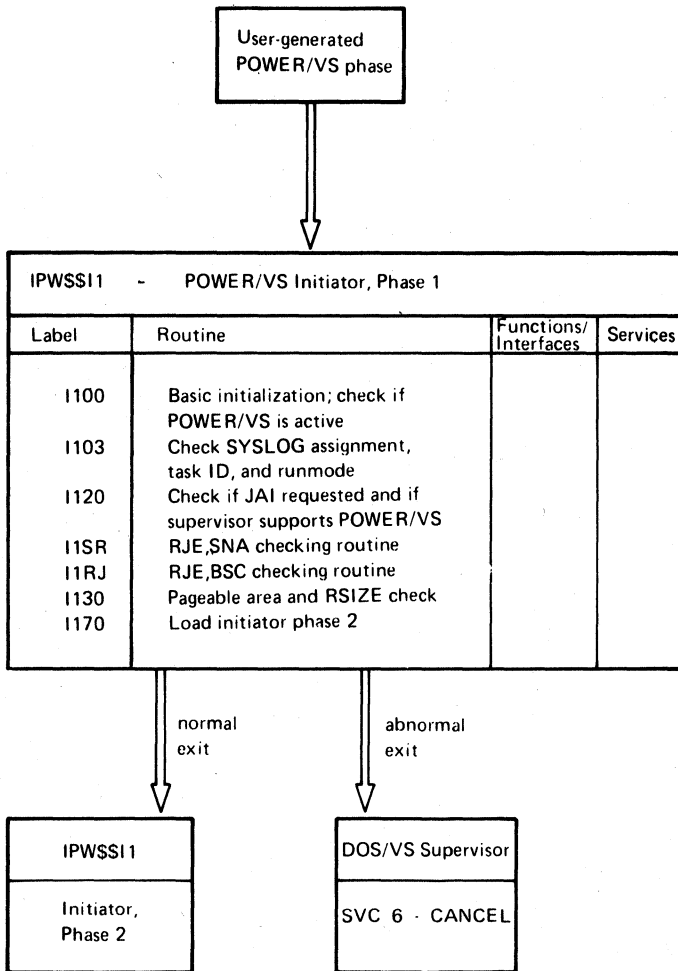 User-generated
POWER/VS phase
IPW$$I1 - POWER/VS Initiator, Phase 1
Label Routine Functions/ Services
Interfaces
I100 Basic initialization; check if
POWER/VS is active
I103 Check SYSLOG assignment,
task ID, and runmode
I120 Check if JAI requested and if
supervisor supports POWER/VS
I1SR RJE,SNA checking routine
I1RJ RJE,BSC checking routine
I130 Pageable area and RSIZE check
I170 Load initiator phase 2
normal
exit
abnormal
exit
IPW$$I1
Initiator,
Phase 2
DOS/VS Supervisor
SVC 6 - CANCEL